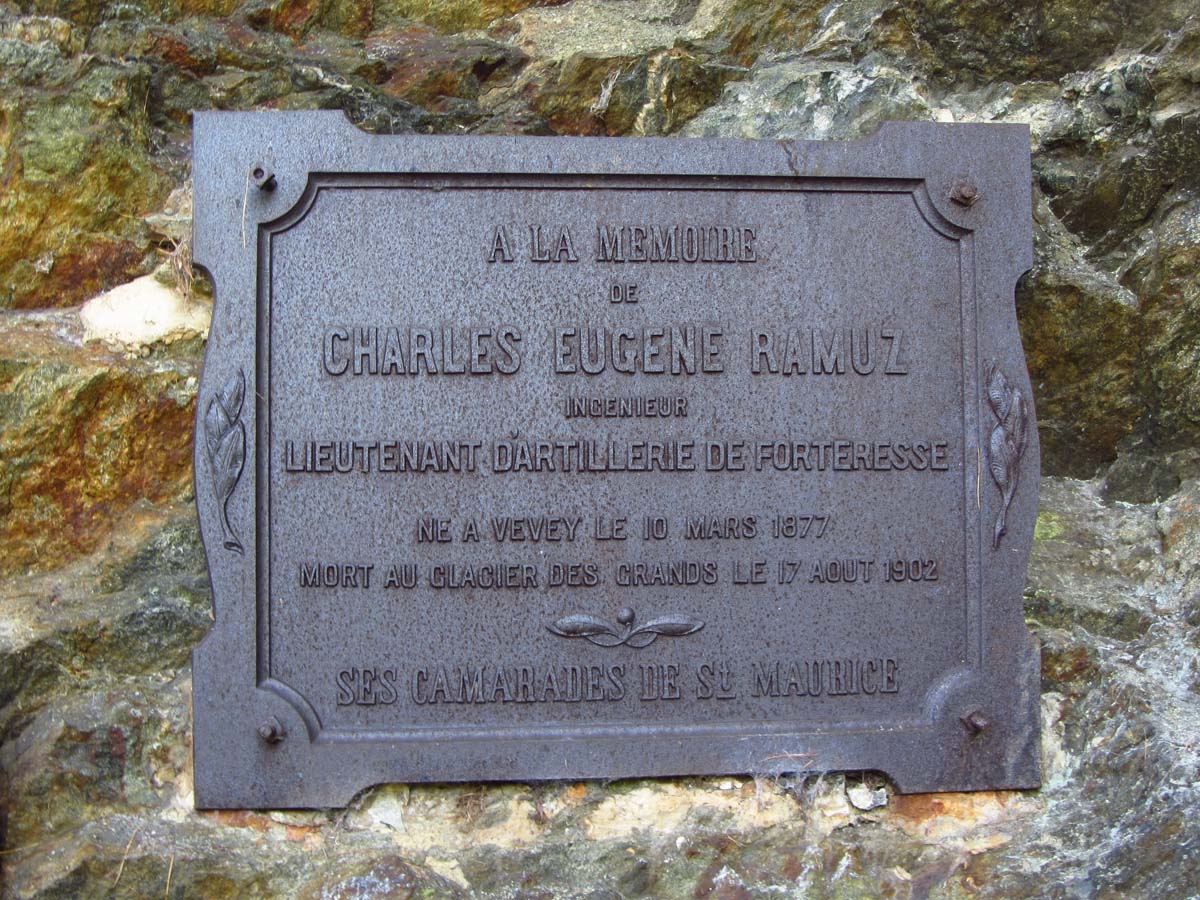 A LA MEMOIRE
DE
CHARLES EUGENE RAMUZ
INGENIEUR
LIEUTENANT D'ARTILLERIE DE FORTERESSE
NE A VEVEY LE 10 MARS 1877
MORT AU GLACIER DES GRANDS LE 17 AOUT 1902
SES CAMARADES DE St MAURICE